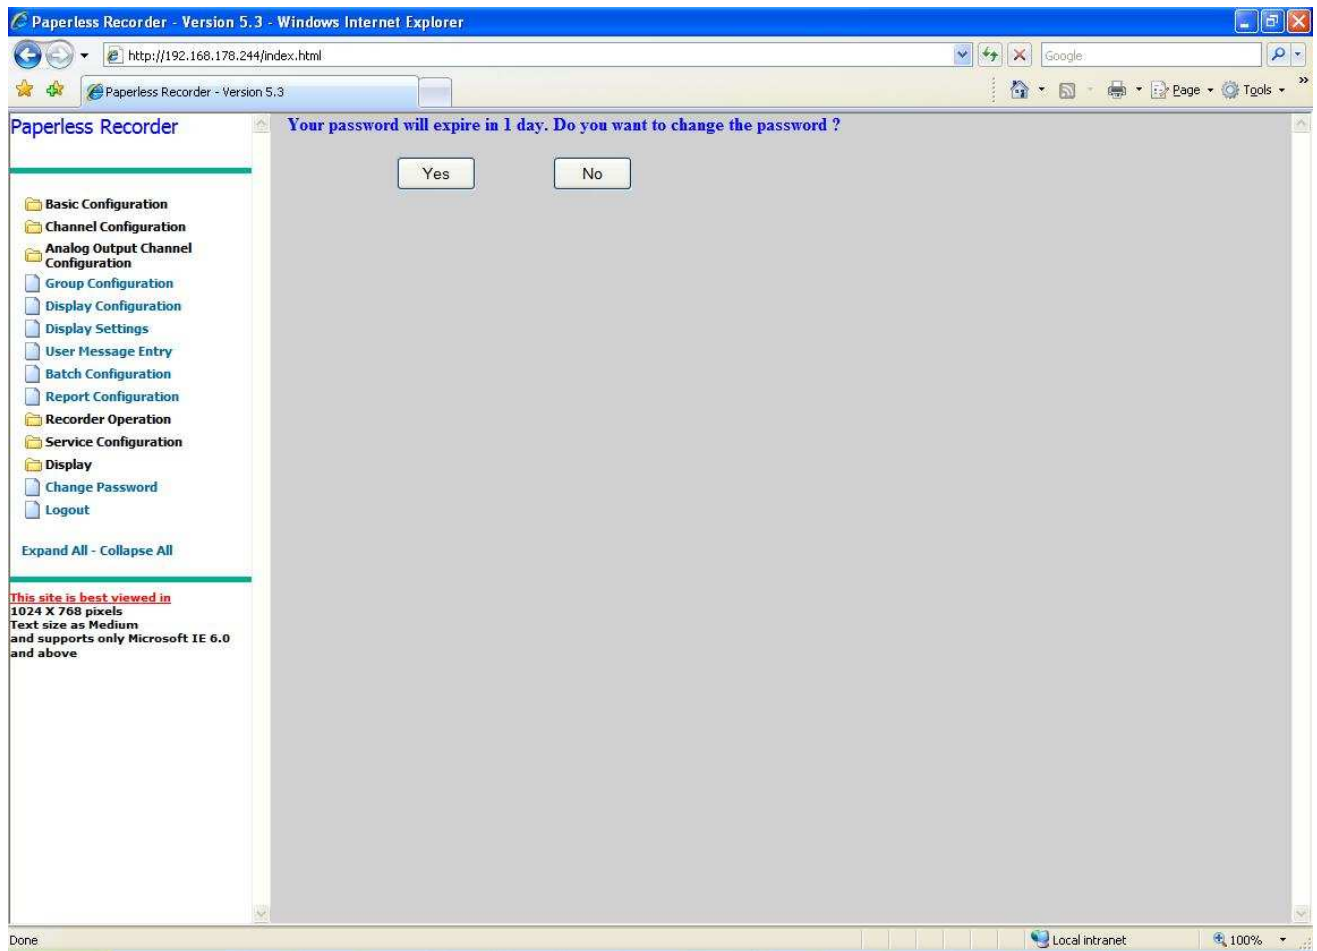 Paperless Recorder - Version 5.3 - Windows Internet Explorer
http://192.168.178.244/index.html
Google
Paperless Recorder - Version 5.3
Page
Tools
»
Paperless Recorder
Basic Configuration
Channel Configuration
Analog Output Channel
Configuration
Group Configuration
Display Configuration
Display Settings
User Message Entry
Batch Configuration
Report Configuration
Recorder Operation
Service Configuration
Display
Change Password
Logout
Expand All - Collapse All
This site is best viewed in
1024 X 768 pixels
Text size as Medium
and supports only Microsoft IE 6.0
and above
Your password will expire in 1 day. Do you want to change the password ?
Yes No
Done
Local intranet
100%